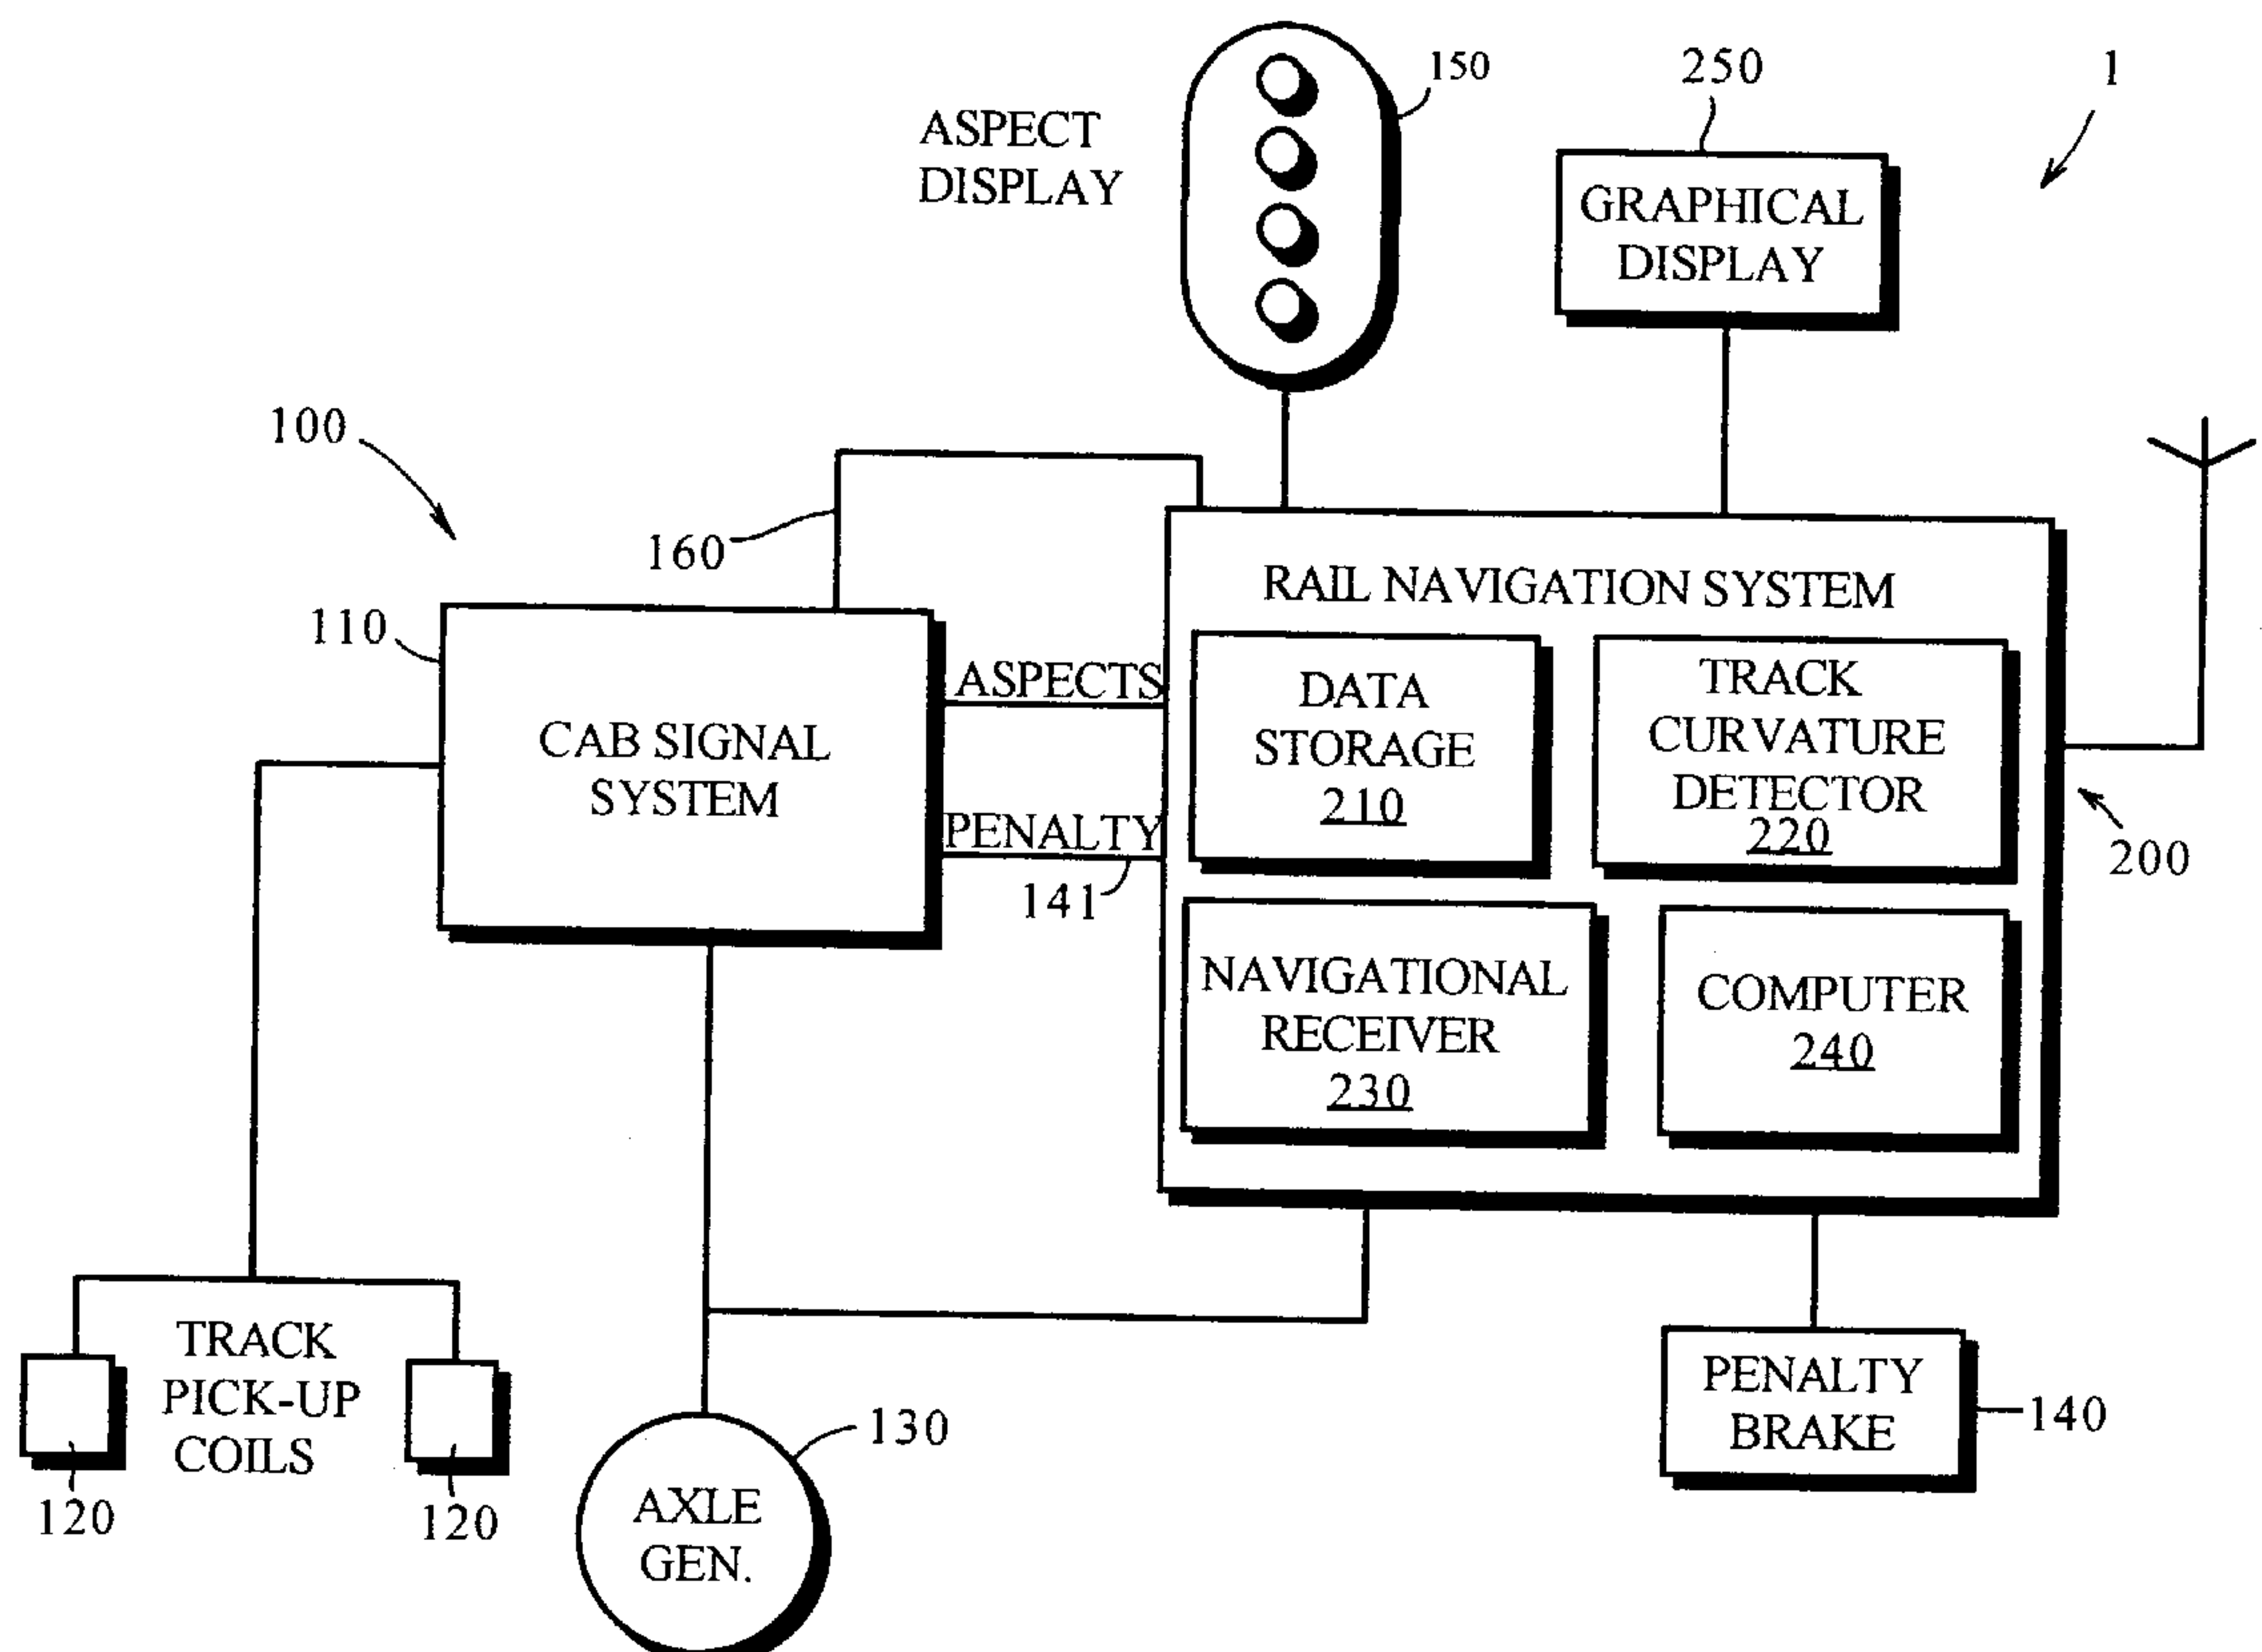 150
250
1
ASPECT
DISPLAY
GRAPHICAL
DISPLAY
100
160
RAIL NAVIGATION SYSTEM
110
CAB SIGNAL
SYSTEM
ASPECTS
PENALTY
141
DATA
STORAGE
210
TRACK
CURVATURE
DETECTOR
220
200
NAVIGATIONAL
RECEIVER
230
COMPUTER
240
TRACK
PICK-UP
COILS
120
120
AXLE
GEN.
130
PENALTY
BRAKE
140